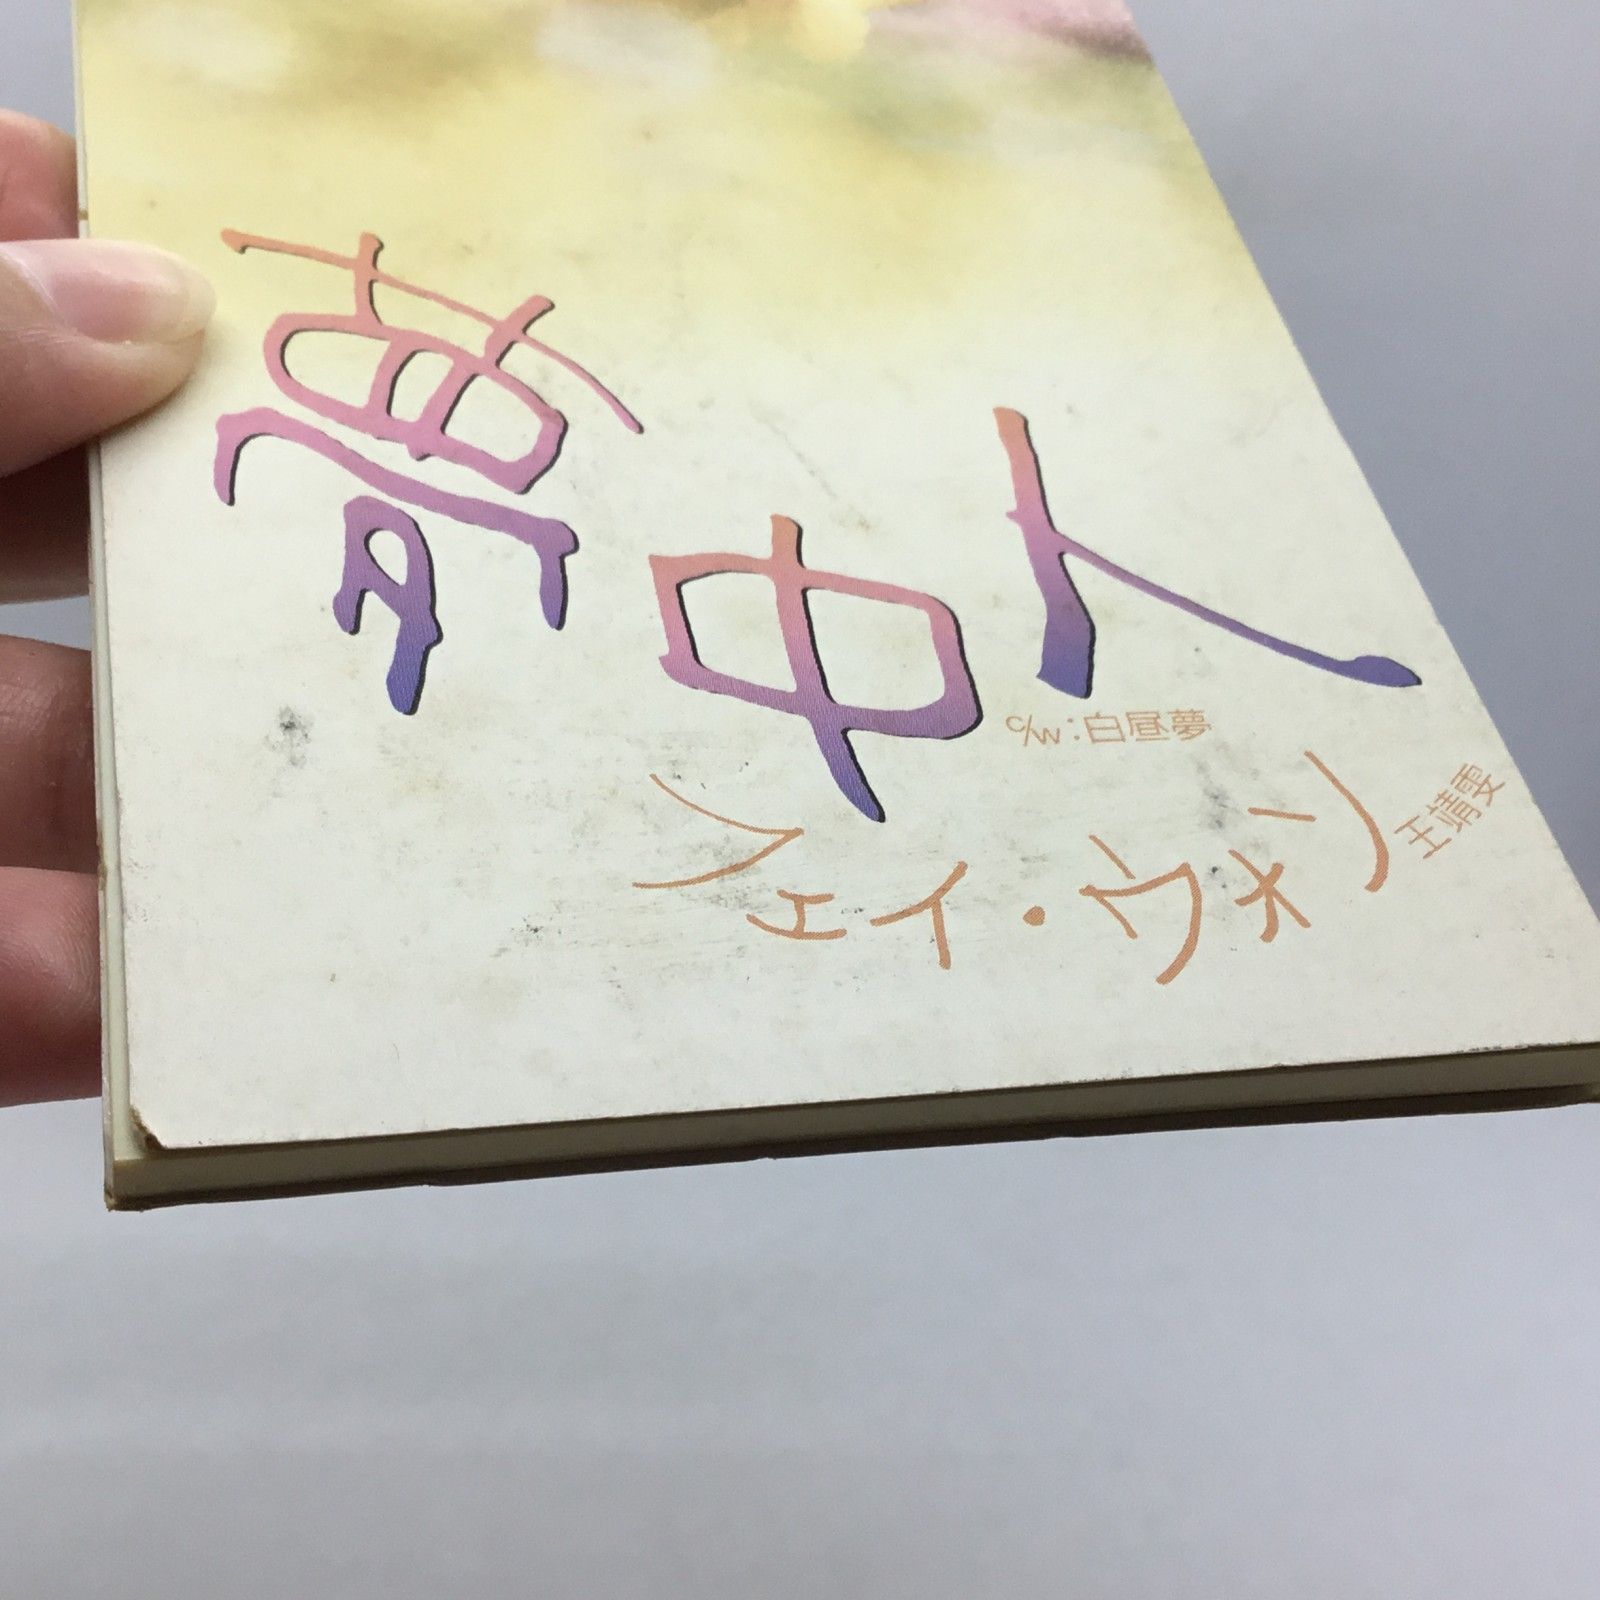 夢中人
c/w:白昼夢
フェイ・ウォン
王靖雯